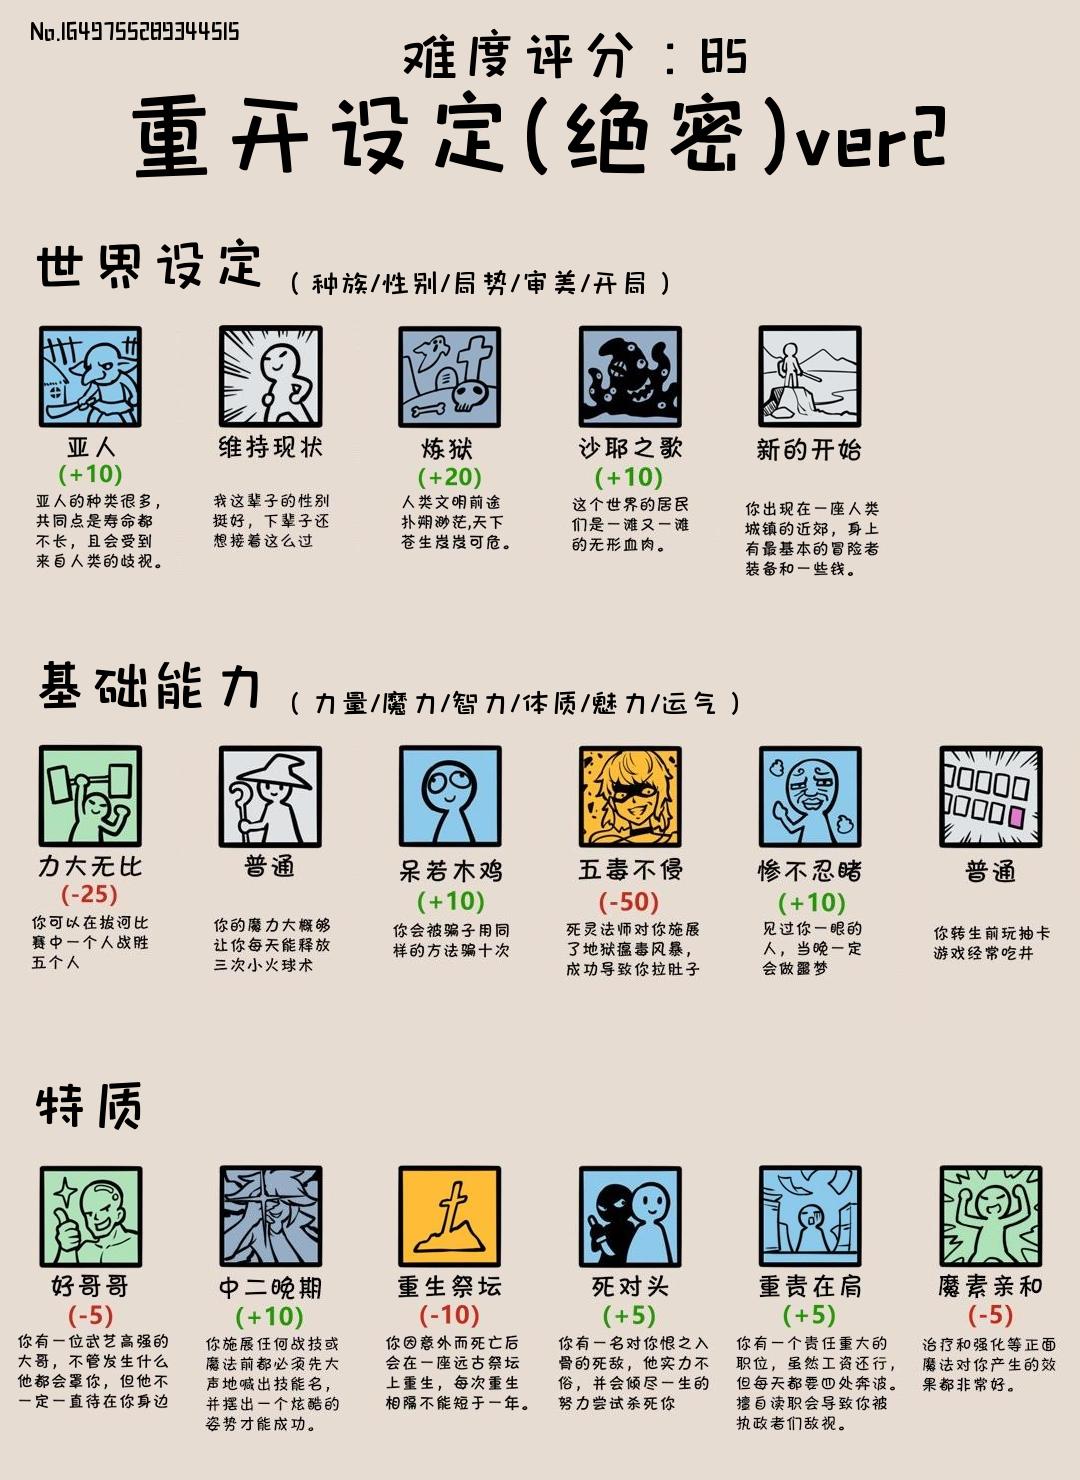 No.1649755289344515
难度评分：85
重开设定(绝密)ver2
世界设定 （种族/性别/局势/审美/开局）
亚人
(+10)
亚人的种类很多，
共同点是寿命都
不长，且会受到
来自人类的歧视。
维持现状
我这辈子的性别
挺好，下辈子还
想接着这么过
炼狱
(+20)
人类文明前途
扑朔渺茫,天下
苍生岌岌可危。
沙耶之歌
(+10)
这个世界的居民
们是一滩又一滩
的无形血肉。
新的开始
你出现在一座人类
城镇的近郊，身上
有最基本的冒险者
装备和一些钱。
基础能力 （力量/魔力/智力/体质/魅力/运气）
力大无比
(-25)
你可以在拔河比
赛中一个人战胜
五个人
普通
你的魔力大概够
让你每天能释放
三次小火球术
呆若木鸡
(+10)
你会被骗子用同
样的方法骗十次
五毒不侵
(-50)
死灵法师对你施展
了地狱瘟毒风暴，
成功导致你拉肚子
惨不忍睹
(+10)
见过你一眼的
人，当晚一定
会做噩梦
普通
你转生前玩抽卡
游戏经常吃井
特质
好哥哥
(-5)
你有一位武艺高强的
大哥，不管发生什么
他都会罩你，但他不
一定一直待在你身边
中二晚期
(+10)
你施展任何战技或
魔法前都必须先大
声地喊出技能名，
并摆出一个炫酷的
姿势才能成功。
重生祭坛
(-10)
你因意外而死亡后
会在一座远古祭坛
上重生，每次重生
相隔不能短于一年。
死对头
(+5)
你有一名对你恨之入
骨的死敌，他实力不
俗，并会倾尽一生的
努力尝试杀死你
重责在肩
(+5)
你有一个责任重大的
职位，虽然工资还行，
但每天都要四处奔波。
擅自渎职会导致你被
执政者们敌视。
魔素亲和
(-5)
治疗和强化等正面
魔法对你产生的效
果都非常好。